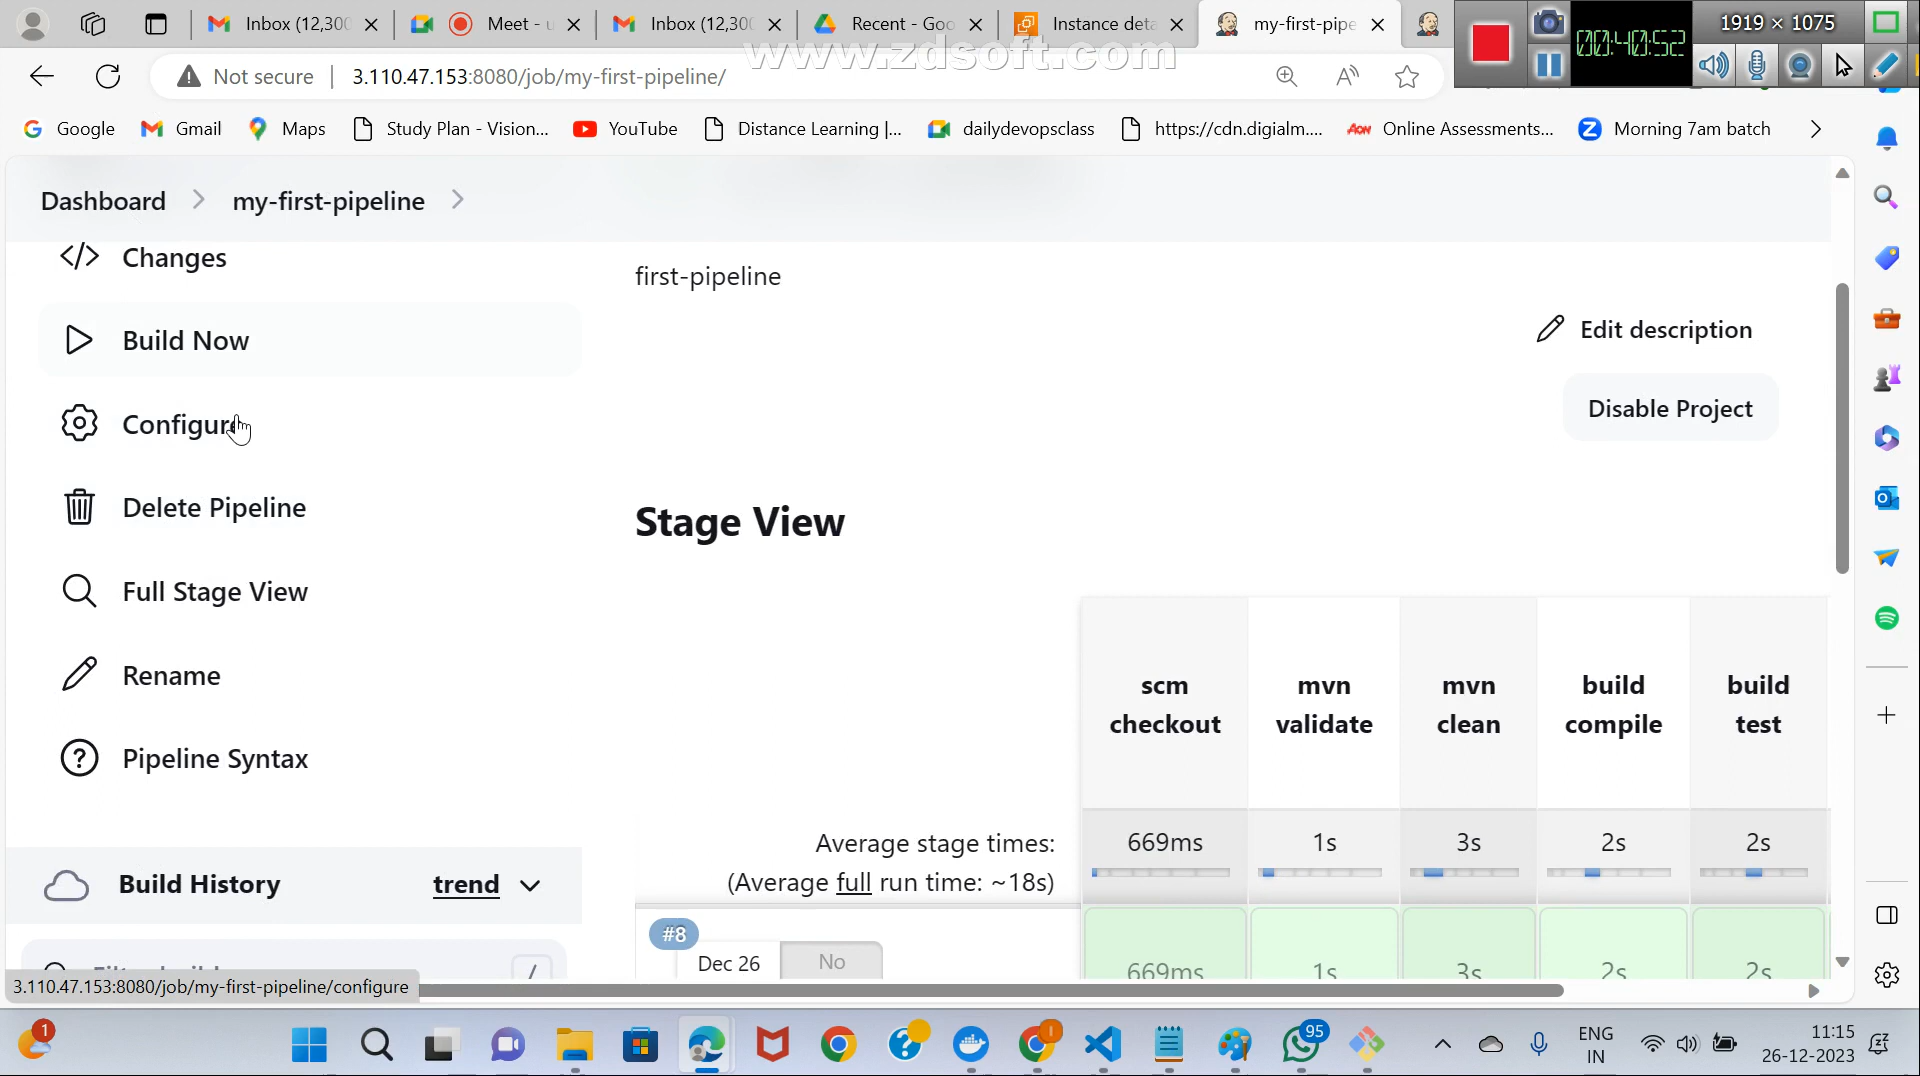 Inbox (12,300
Meet - u
Inbox (12,300
Recent - Goo
Instance deta
my-first-pipe
1919 × 1075
00:40:52
www.zdsoft.com
Not secure
3.110.47.153:8080/job/my-first-pipeline/
Google
Gmail
Maps
Study Plan - Vision...
YouTube
Distance Learning |...
dailydevopsclass
https://cdn.digialm....
Aon
Online Assessments...
Morning 7am batch
Dashboard
my-first-pipeline
Changes
Build Now
Configure
Delete Pipeline
Full Stage View
Rename
Pipeline Syntax
Build History
trend
/
3.110.47.153:8080/job/my-first-pipeline/configure
first-pipeline
Edit description
Disable Project
Stage View
scm checkout
mvn validate
mvn clean
build compile
build test
Average stage times:
(Average full run time: ~18s)
669ms
1s
3s
2s
2s
#8
Dec 26
No
669ms
1s
3s
2s
2s
1
95
ENG
IN
11:15
26-12-2023